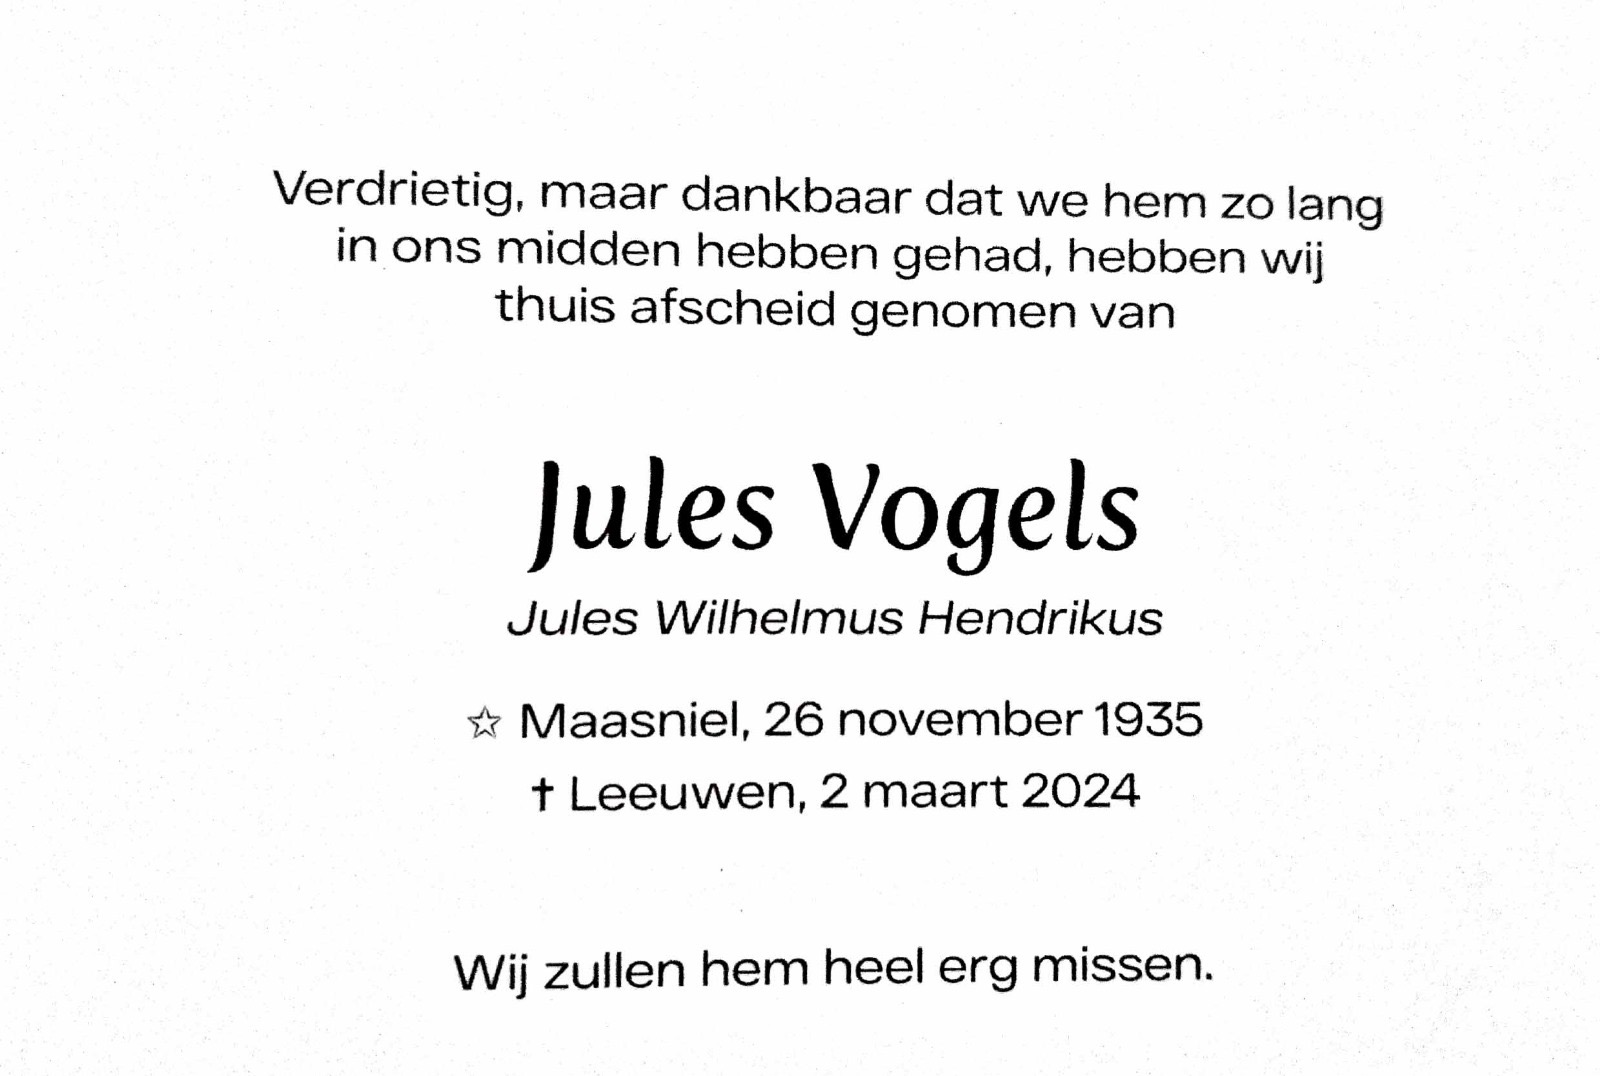 Verdrietig, maar dankbaar dat we hem zo lang
in ons midden hebben gehad, hebben wij
thuis afscheid genomen van
Jules Vogels
Jules Wilhelmus Hendrikus
☆ Maasniel, 26 november 1935
† Leeuwen, 2 maart 2024
Wij zullen hem heel erg missen.